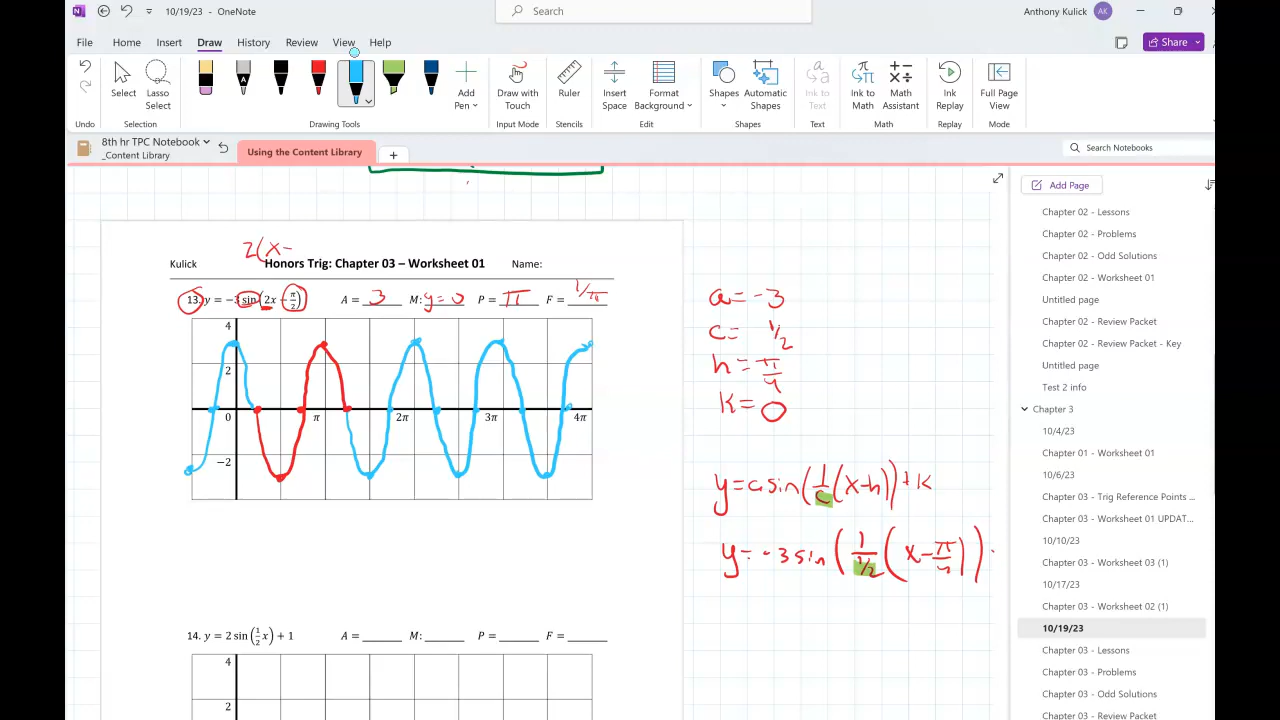 10/19/23 - OneNote
Search
Anthony Kulick AK
File Home Insert Draw History Review View Help
Share
Select
Lasso Select
Add Pen
Draw with Touch
Ruler
Insert Space
Format Background
Shapes
Automatic Shapes
Ink to Text
Ink to Math
Math Assistant
Ink Replay
Full Page View
Undo Selection Drawing Tools Input Mode Stencils Edit Shapes Text Math Replay Mode
8th hr TPC Notebook
_Content Library
Using the Content Library
+
Search Notebooks
Add Page
Chapter 02 - Lessons
Chapter 02 - Problems
Chapter 02 - Odd Solutions
Chapter 02 - Worksheet 01
Untitled page
Chapter 02 - Review Packet
Chapter 02 - Review Packet - Key
Untitled page
Test 2 info
Chapter 3
10/4/23
Chapter 01 - Worksheet 01
10/6/23
Chapter 03 - Trig Reference Points ...
Chapter 03 - Worksheet 01 UPDAT...
10/10/23
Chapter 03 - Worksheet 03 (1)
10/17/23
Chapter 03 - Worksheet 02 (1)
10/19/23
Chapter 03 - Lessons
Chapter 03 - Problems
Chapter 03 - Odd Solutions
Chapter 03 - Review Packet
2(x -
Kulick Honors Trig: Chapter 03 – Worksheet 01 Name:
13. y = -3 sin(2x - π/2) A = 3 M: y = 0 P = π F = 1/π
4
2
0 π 2π 3π 4π
-2
a = -3
c = 1/2
h = π/4
k = 0
y = a sin(1/c(x-h)) + k
y = -3 sin(1/(1/2)(x - π/4))
14. y = 2 sin(1/2 x) + 1 A = M: P = F =
4
2